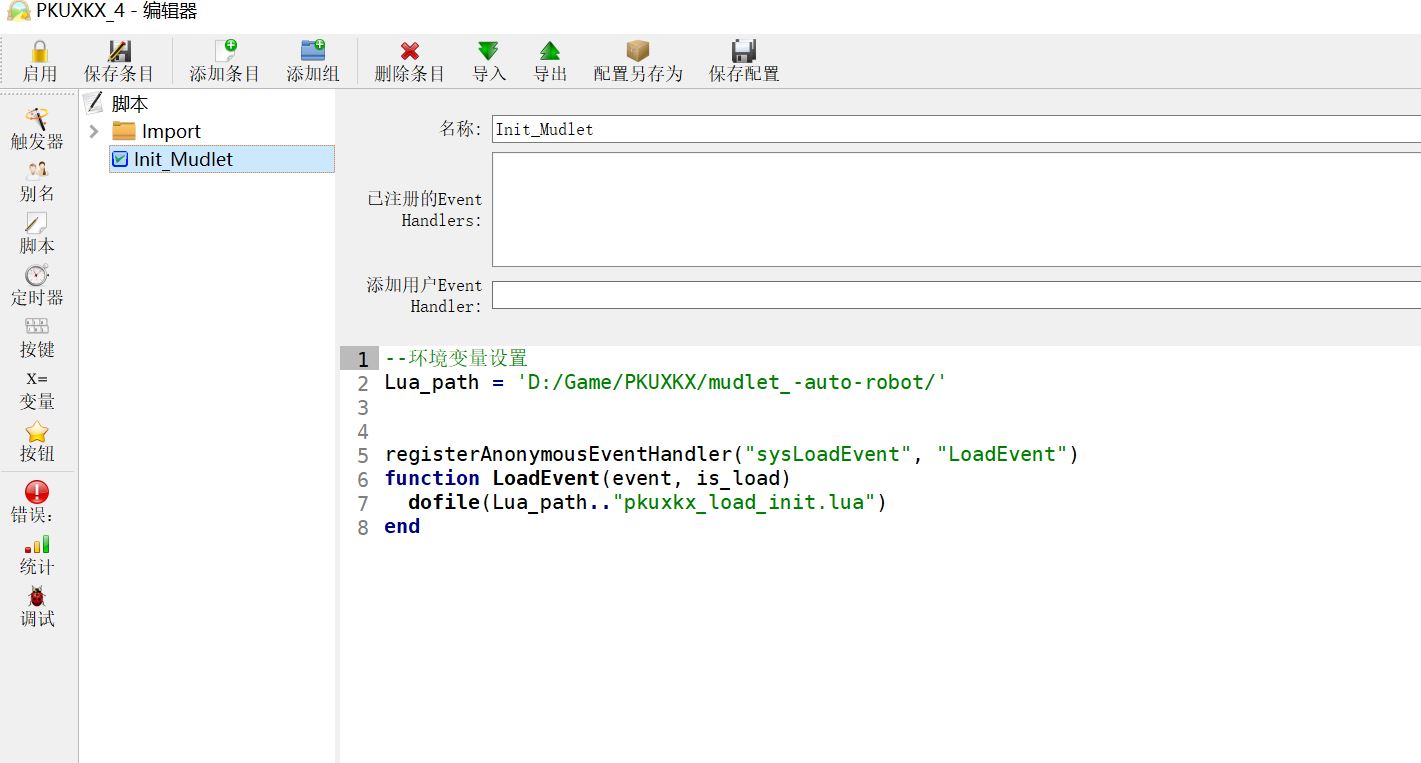 PKUXKX_4 - 编辑器
启用 保存条目 添加条目 添加组 删除条目 导入 导出 配置另存为 保存配置
触发器
别名
脚本
定时器
按键
X=
变量
按钮
错误:
统计
调试
脚本
Import
Init_Mudlet
名称: Init_Mudlet
已注册的Event
Handlers:
添加用户Event
Handler:
1 --环境变量设置
2 Lua_path = 'D:/Game/PKUXKX/mudlet_-auto-robot/'
3
4
5 registerAnonymousEventHandler("sysLoadEvent", "LoadEvent")
6 function LoadEvent(event, is_load)
7 dofile(Lua_path.."pkuxkx_load_init.lua")
8 end